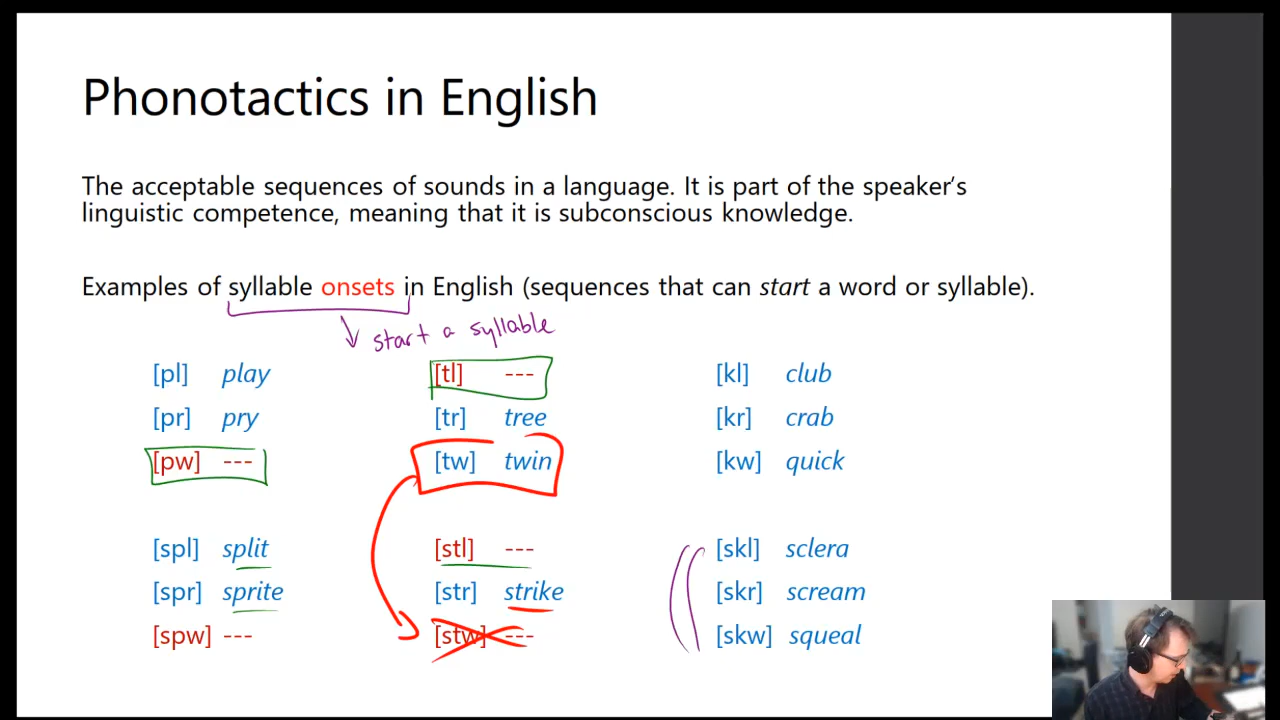 Phonotactics in English
The acceptable sequences of sounds in a language. It is part of the speaker's
linguistic competence, meaning that it is subconscious knowledge.
Examples of syllable onsets in English (sequences that can start a word or syllable).
start a syllable
[pl] play [tl] --- [kl] club
[pr] pry [tr] tree [kr] crab
[pw] --- [tw] twin [kw] quick
[spl] split [stl] --- [skl] sclera
[spr] sprite [str] strike [skr] scream
[spw] --- [stw] --- [skw] squeal